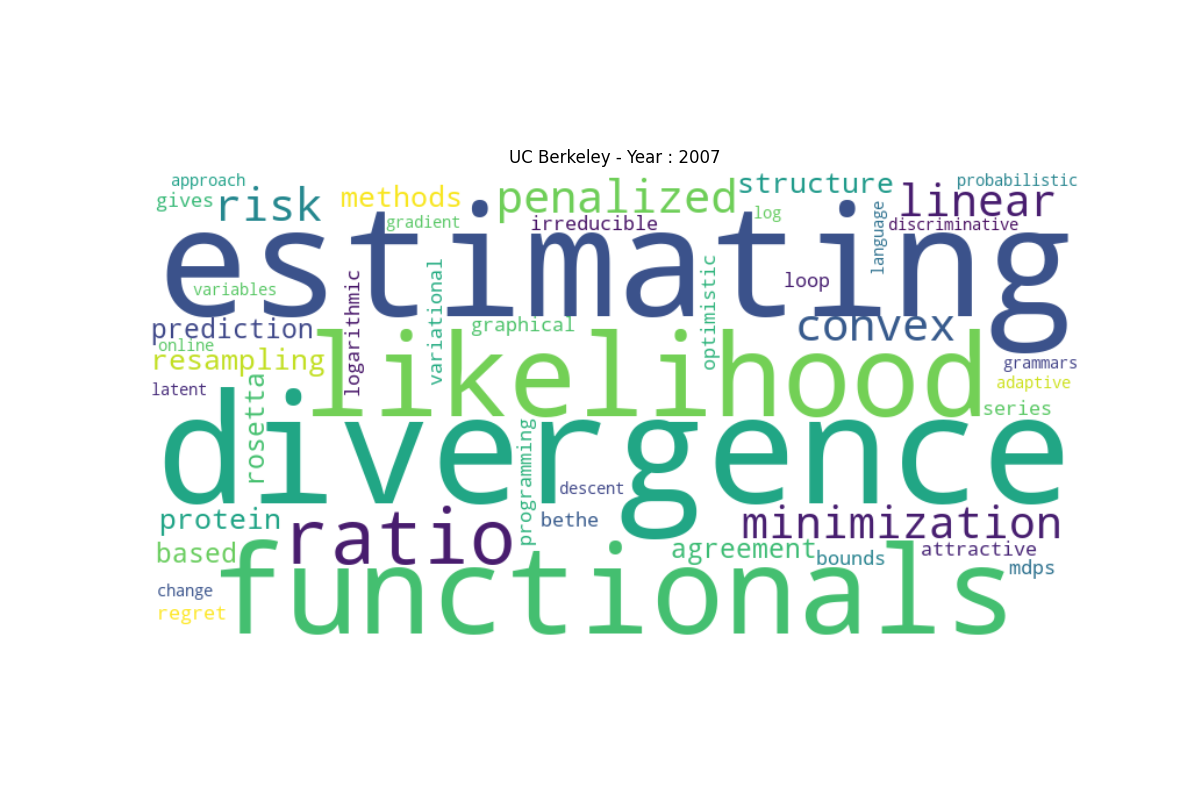 UC Berkeley - Year : 2007
approach
gives
risk
methods
gradient
penalized
irreducible
structure
log
language
linear
probabilistic
discriminative
estimating
variables
logarithmic
variational
graphical
optimistic
loop
convex
prediction
online
resampling
latent
likelihood
grammars
adaptive
series
rosetta
divergence
programming
descent
bethe
protein
ratio
minimization
based
agreement
bounds
attractive
mdps
change
regret
functionals